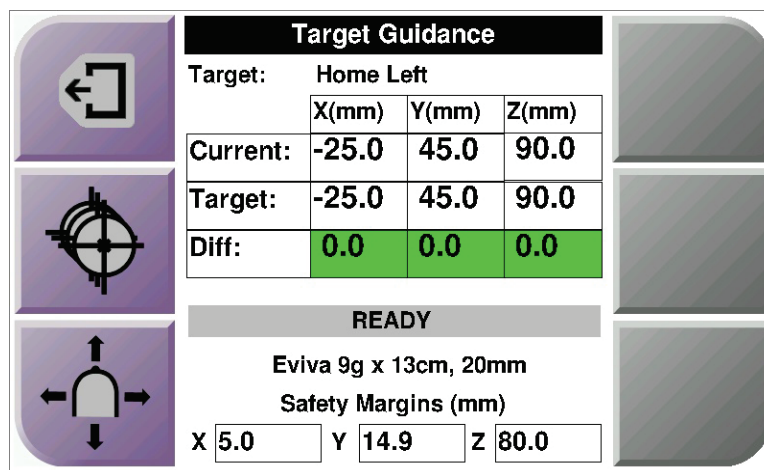 Target Guidance
Target: Home Left
X(mm) Y(mm) Z(mm)
Current: -25.0 45.0 90.0
Target: -25.0 45.0 90.0
Diff: 0.0 0.0 0.0
READY
Eviva 9g x 13cm, 20mm
Safety Margins (mm)
X 5.0 Y 14.9 Z 80.0